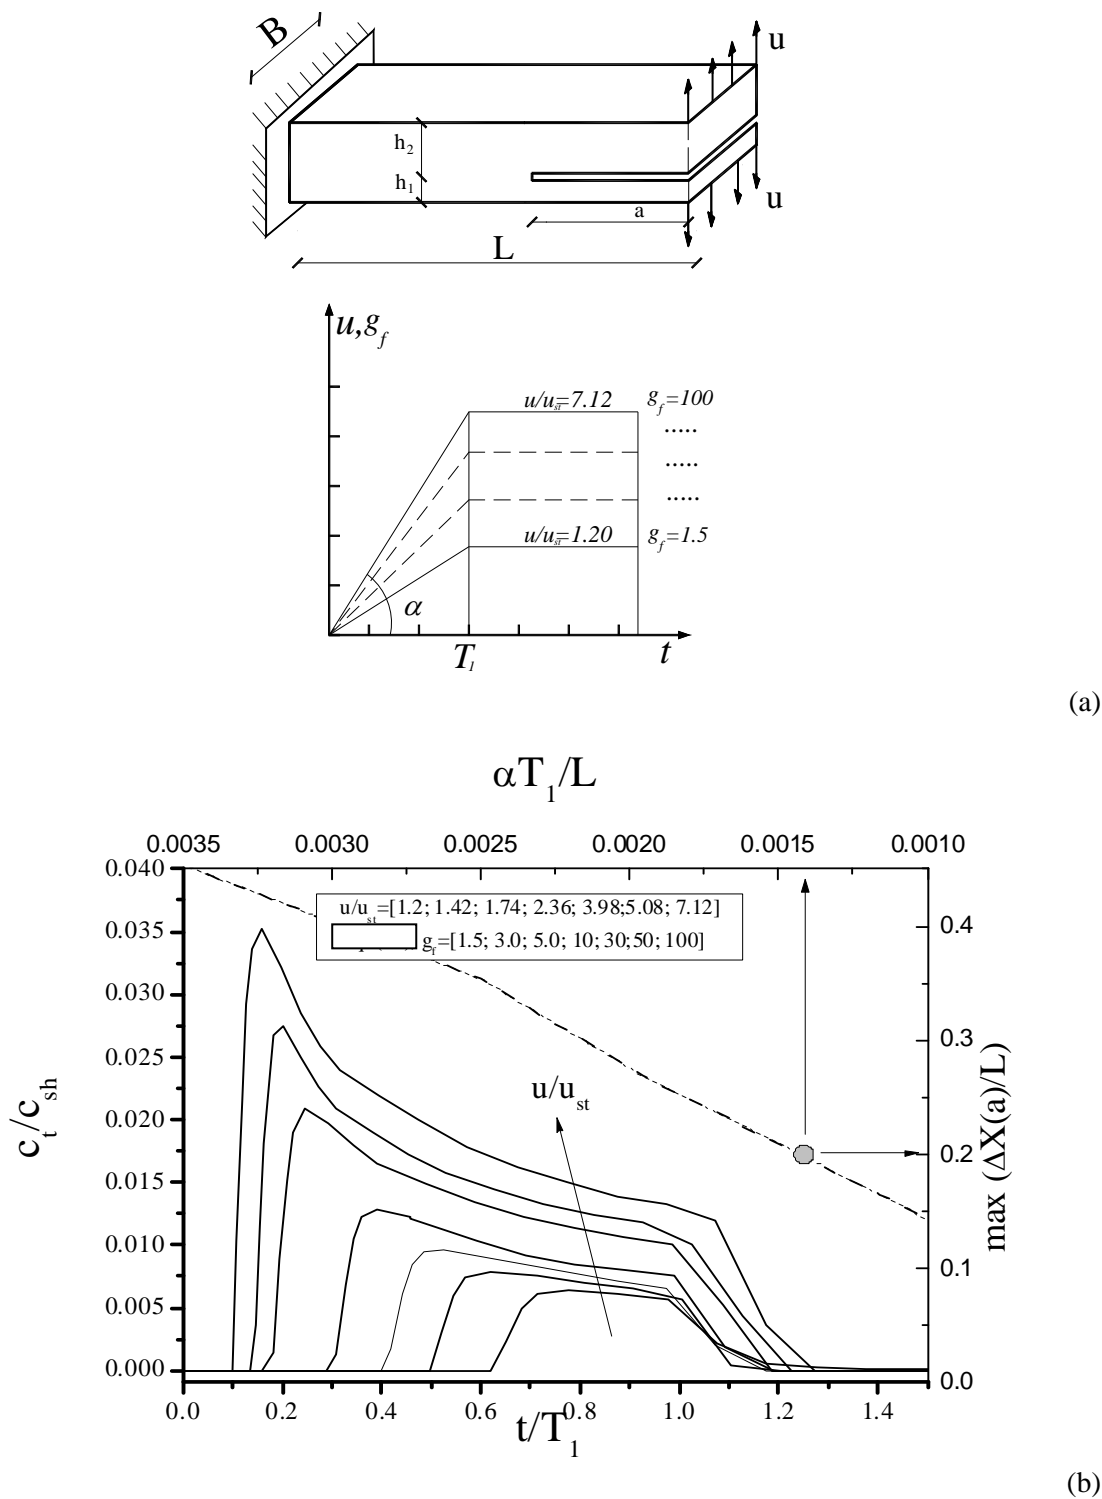 B
u
h2
h1
a
u
L
u,gf
u/ust=7.12 gf=100
.....
.....
.....
u/ust=1.20 gf=1.5
α
T1 t
(a)
αT1/L
0.0035 0.0030 0.0025 0.0020 0.0015 0.0010
0.040
0.035
0.030
0.025
0.020
0.015
0.010
0.005
0.000
ct/csh
u/ust=[1.2; 1.42; 1.74; 2.36; 3.98;5.08; 7.12]
gf=[1.5; 3.0; 5.0; 10; 30;50; 100]
u/ust
0.4
0.3
0.2
0.1
0.0
max (ΔX(a)/L)
0.0 0.2 0.4 0.6 0.8 1.0 1.2 1.4
t/T1
(b)